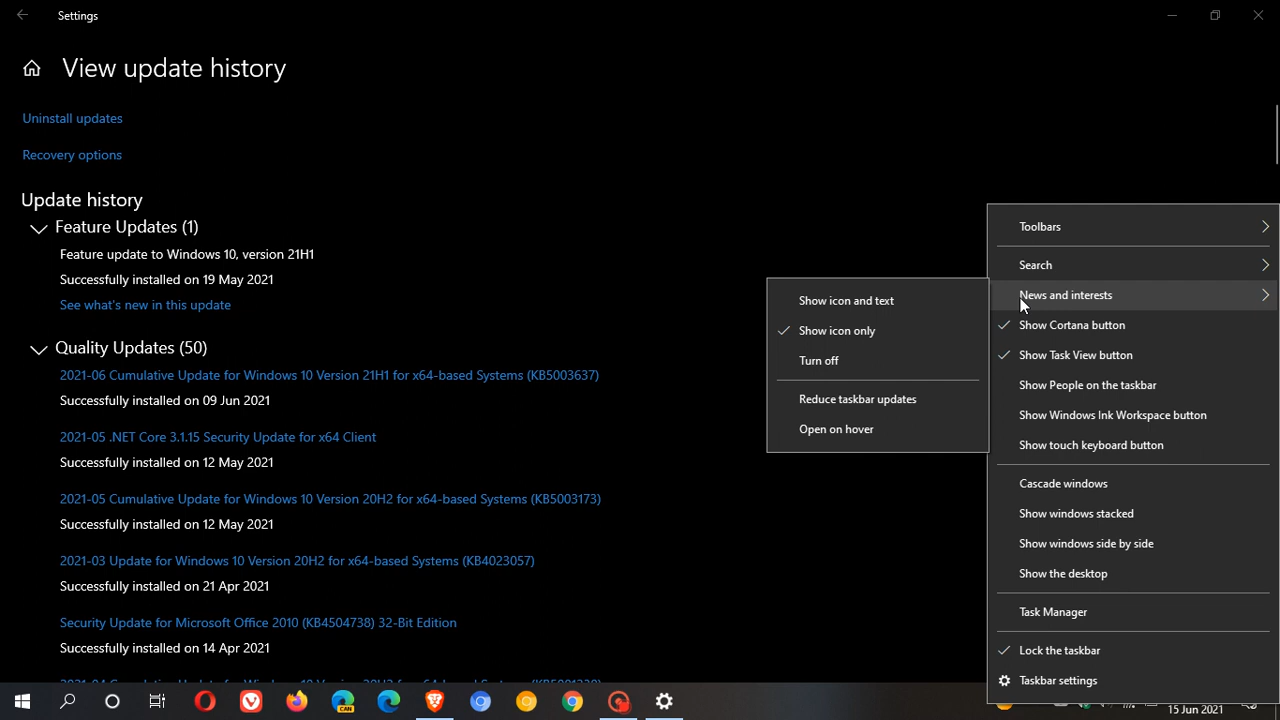 Settings
View update history
Uninstall updates
Recovery options
Update history
Feature Updates (1)
Feature update to Windows 10, version 21H1
Successfully installed on 19 May 2021
See what's new in this update
Quality Updates (50)
2021-06 Cumulative Update for Windows 10 Version 21H1 for x64-based Systems (KB5003637)
Successfully installed on 09 Jun 2021
2021-05 .NET Core 3.1.15 Security Update for x64 Client
Successfully installed on 12 May 2021
2021-05 Cumulative Update for Windows 10 Version 20H2 for x64-based Systems (KB5003173)
Successfully installed on 12 May 2021
2021-03 Update for Windows 10 Version 20H2 for x64-based Systems (KB4023057)
Successfully installed on 21 Apr 2021
Security Update for Microsoft Office 2010 (KB4504738) 32-Bit Edition
Successfully installed on 14 Apr 2021
Show icon and text
Show icon only
Turn off
Reduce taskbar updates
Open on hover
Toolbars
Search
News and interests
Show Cortana button
Show Task View button
Show People on the taskbar
Show Windows Ink Workspace button
Show touch keyboard button
Cascade windows
Show windows stacked
Show windows side by side
Show the desktop
Task Manager
Lock the taskbar
Taskbar settings
CAN
15 Jun 2021